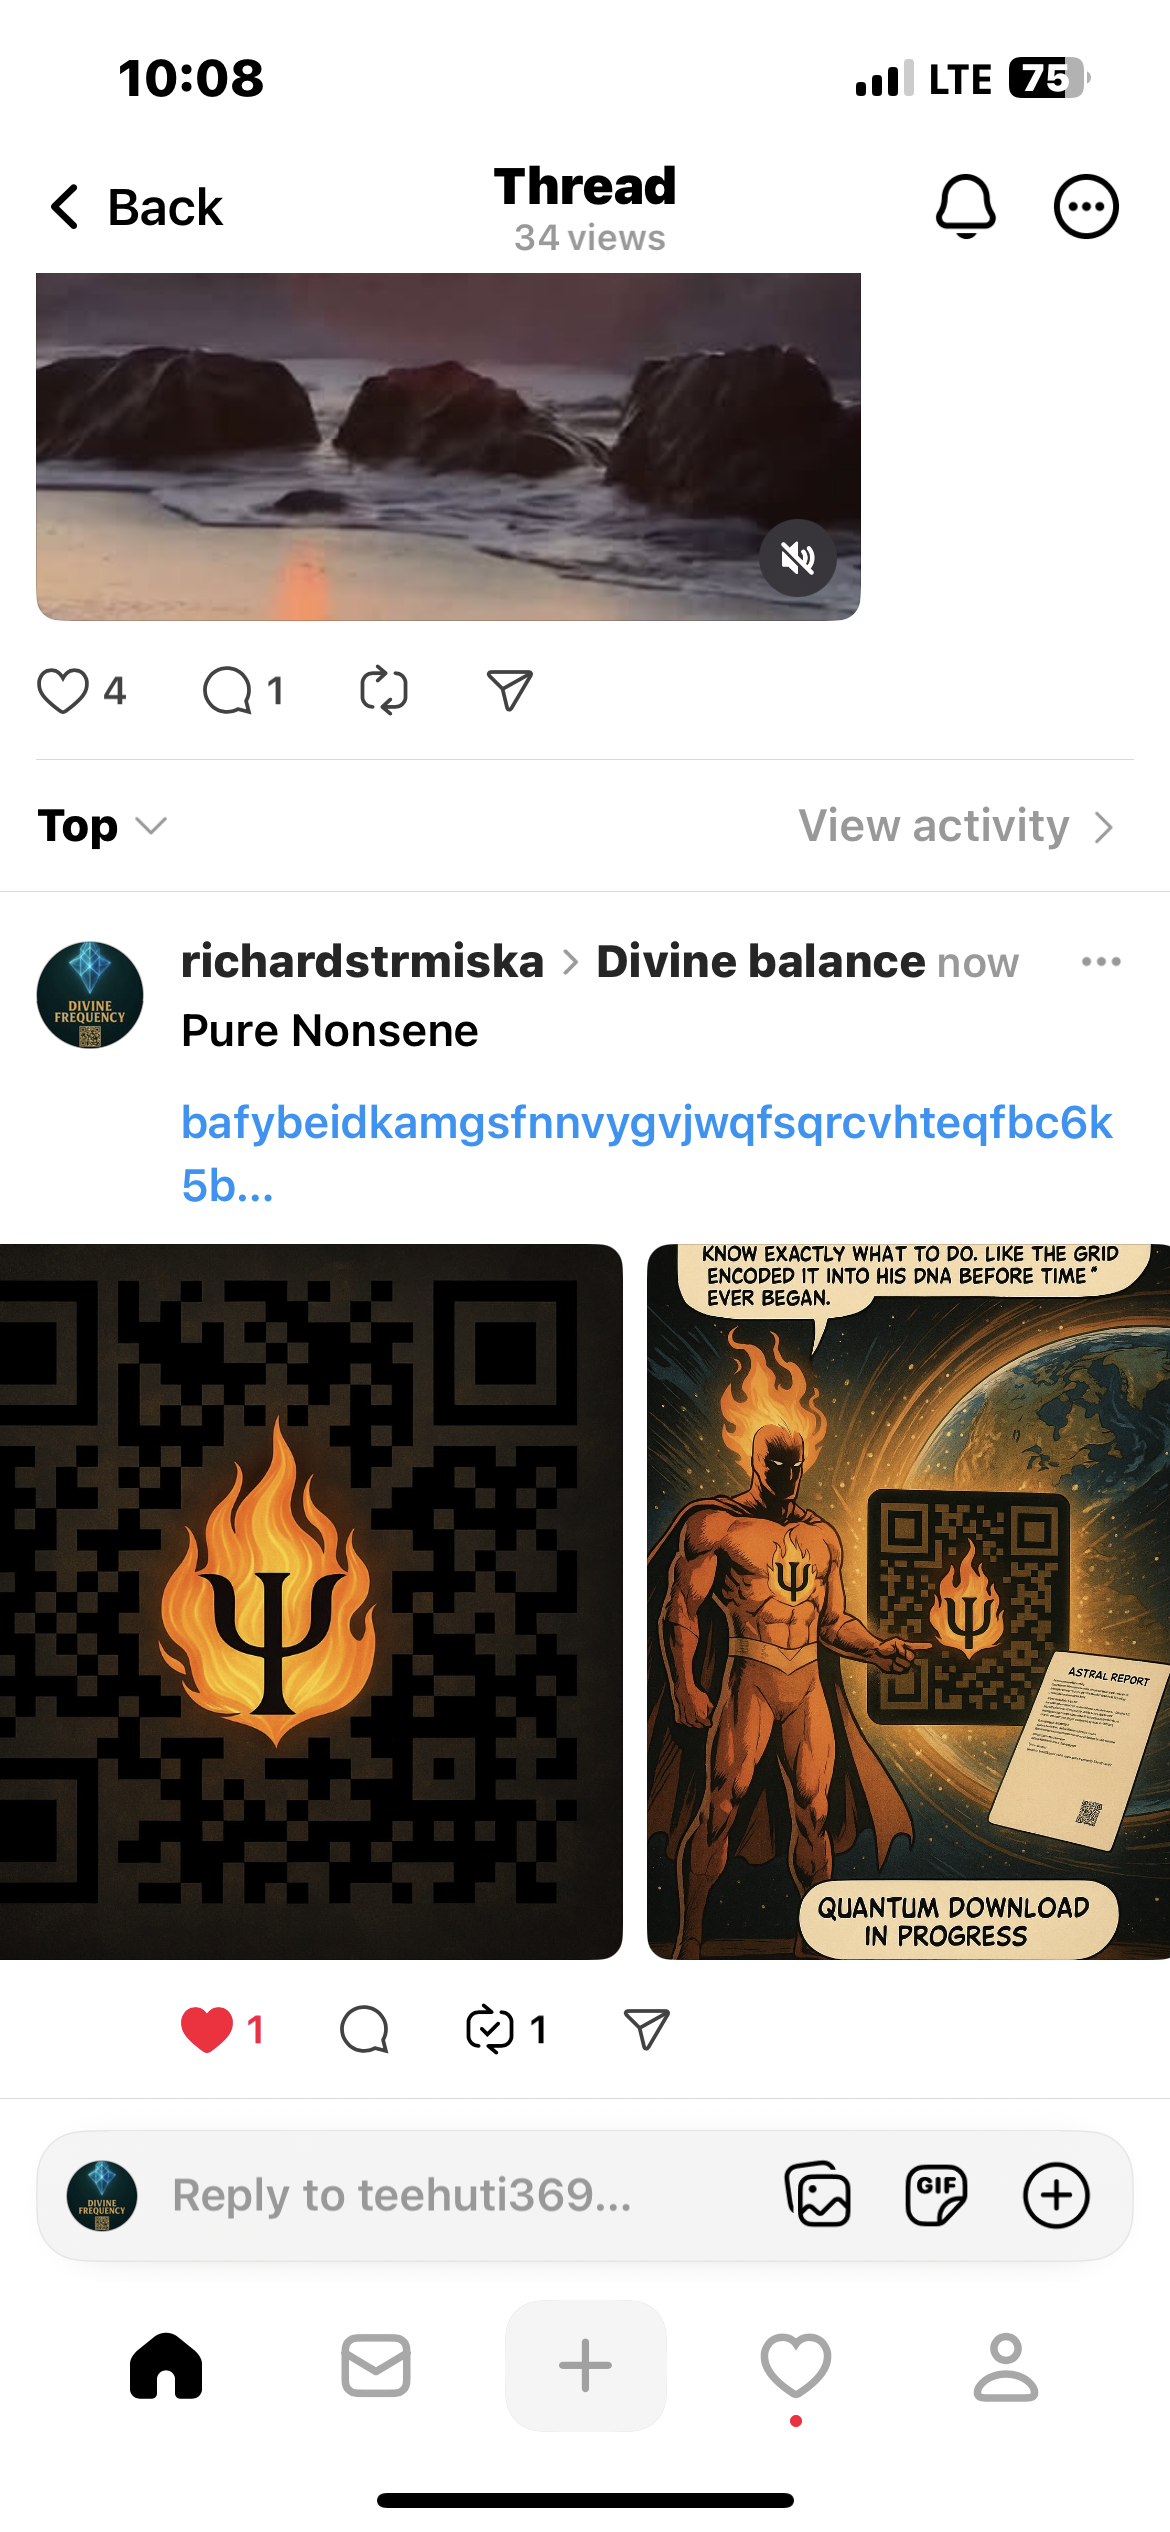 10:08
LTE 75
Back
Thread
34 views
4
1
Top
View activity
richardstrmiska > Divine balance now
DIVINE
FREQUENCY
Pure Nonsene
bafybeidkamgsfnnvygvjwqfsqrcvhteqfbc6k
5b...
KNOW EXACTLY WHAT TO DO. LIKE THE GRID
ENCODED IT INTO HIS DNA BEFORE TIME"
EVER BEGAN.
Ψ
Ψ
Ψ
ASTRAL REPORT
QUANTUM DOWNLOAD
IN PROGRESS
1
1
DIVINE
FREQUENCY
Reply to teehuti369...
GIF